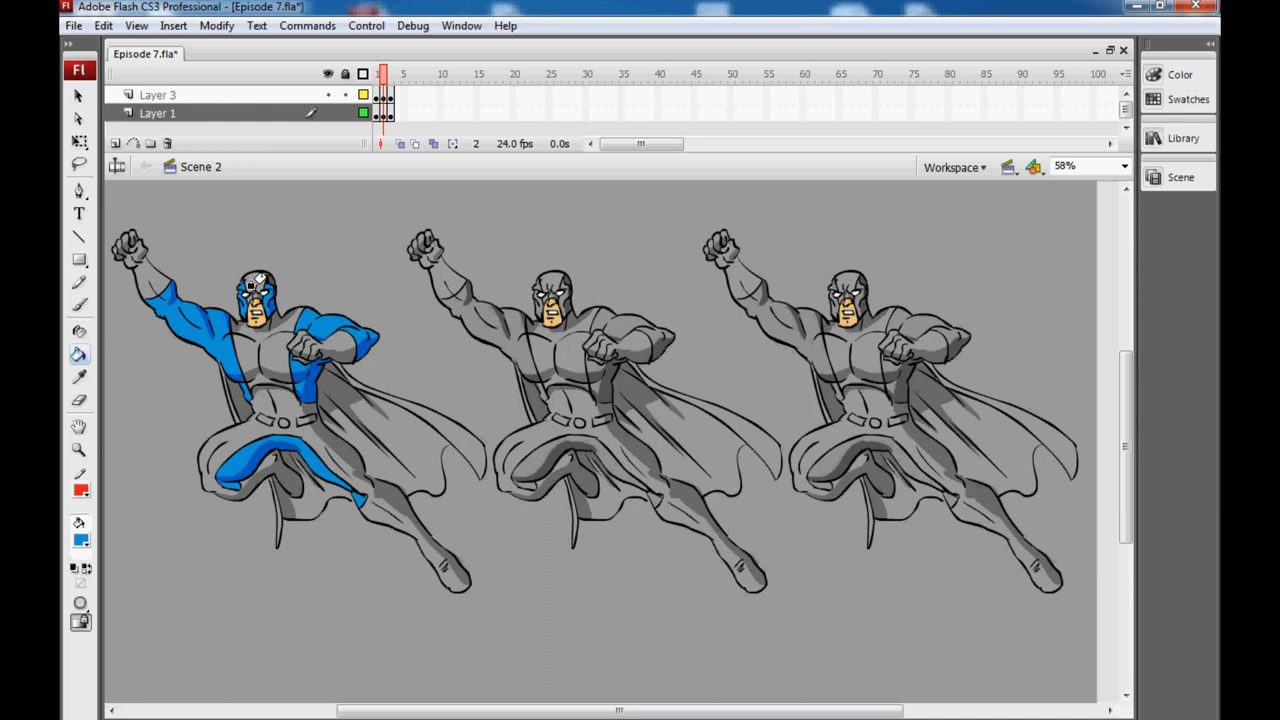 Adobe Flash CS3 Professional - [Episode 7.fla*]
File Edit View Insert Modify Text Commands Control Debug Window Help
Episode 7.fla*
Fl
5 10 15 20 25 30 35 40 45 50 55 60 65 70 75 80 85 90 95 100
Layer 3
Layer 1
2 24.0 fps 0.0s
Scene 2
Workspace 58%
T
Color
Swatches
Library
Scene